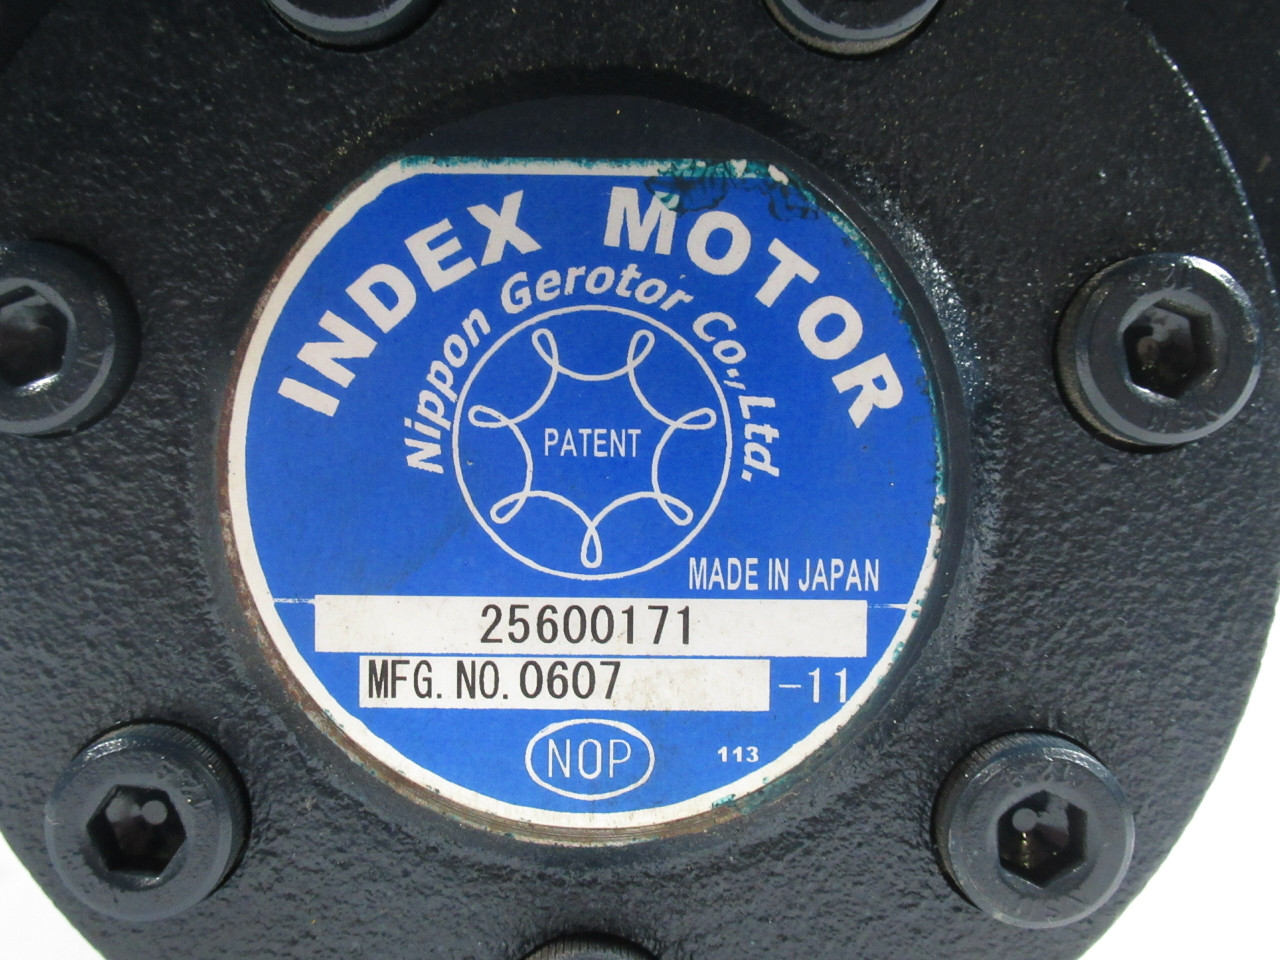 INDEX MOTOR
Nippon Gerotor Co.,Ltd.
PATENT
MADE IN JAPAN
25600171
MFG. NO. 0607 -11
NOP
113